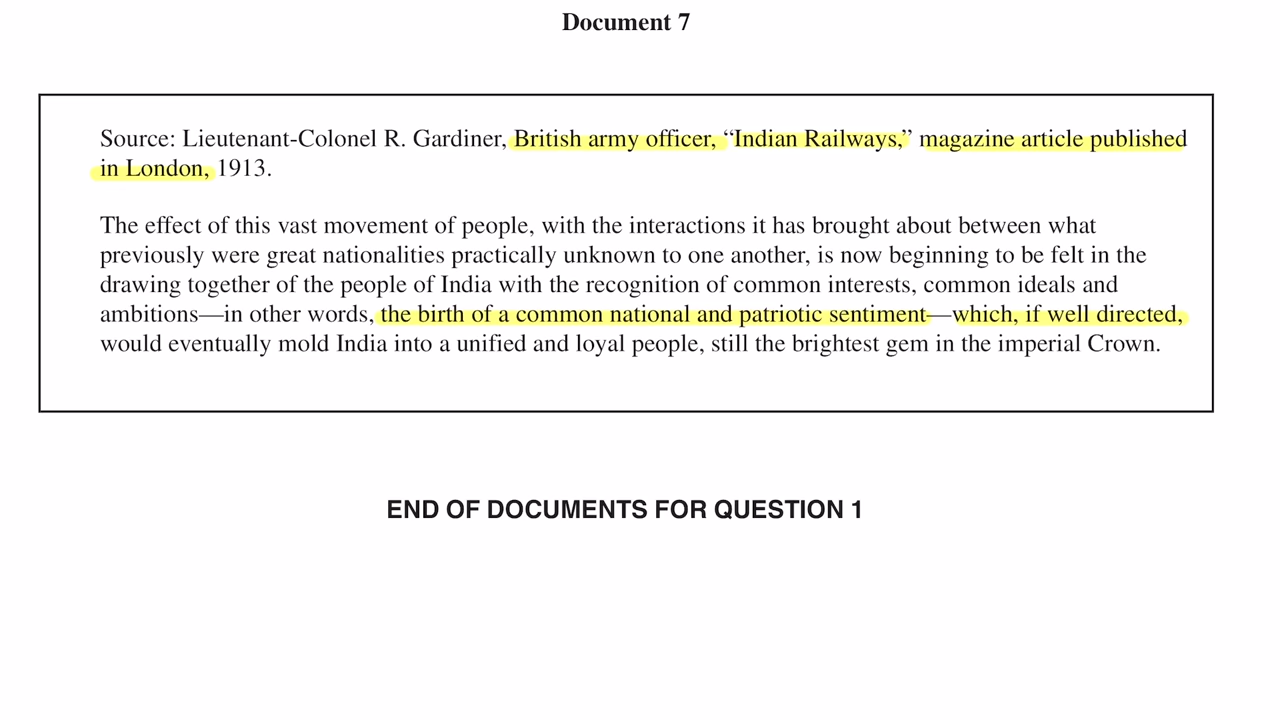 Document 7
Source: Lieutenant-Colonel R. Gardiner, British army officer, “Indian Railways,” magazine article published
in London, 1913.
The effect of this vast movement of people, with the interactions it has brought about between what
previously were great nationalities practically unknown to one another, is now beginning to be felt in the
drawing together of the people of India with the recognition of common interests, common ideals and
ambitions—in other words, the birth of a common national and patriotic sentiment—which, if well directed,
would eventually mold India into a unified and loyal people, still the brightest gem in the imperial Crown.
END OF DOCUMENTS FOR QUESTION 1